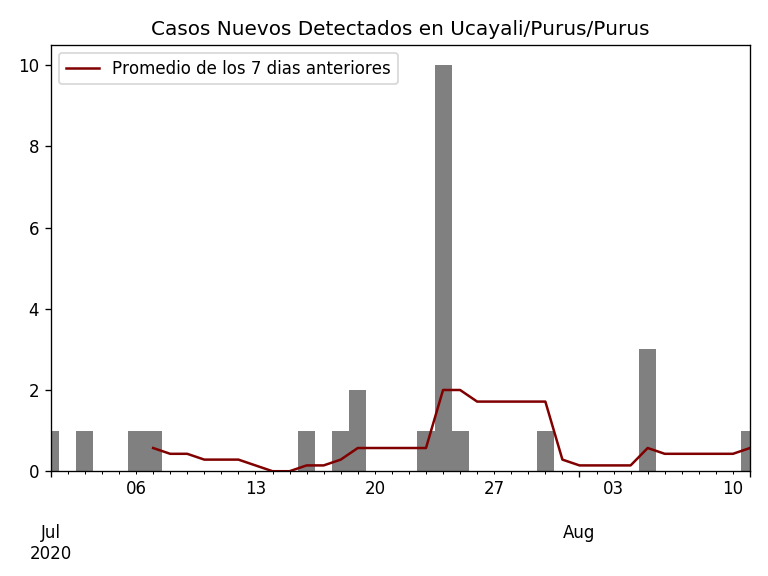 Casos Nuevos Detectados en Ucayali/Purus/Purus
Promedio de los 7 dias anteriores
10
8
6
4
2
0
06 13 20 27 03 10
Jul Aug
2020